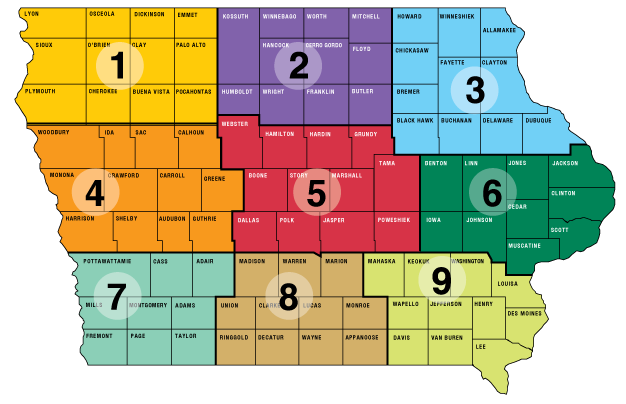 LYON OSCEOLA DICKINSON EMMET
SIOUX O'BRIEN CLAY PALO ALTO
1
PLYMOUTH CHEROKEE BUENA VISTA POCAHONTAS
KOSSUTH WINNEBAGO WORTH MITCHELL
HANCOCK CERRO GORDO FLOYD
2
HUMBOLDT WRIGHT FRANKLIN BUTLER
HOWARD WINNESHIEK ALLAMAKEE
CHICKASAW
FAYETTE CLAYTON
3
BREMER
BLACK HAWK BUCHANAN DELAWARE DUBUQUE
WOODBURY IDA SAC CALHOUN
MONONA CRAWFORD CARROLL GREENE
4
HARRISON SHELBY AUDUBON GUTHRIE
WEBSTER
HAMILTON HARDIN GRUNDY
BOONE STORY MARSHALL TAMA
5
DALLAS POLK JASPER POWESHIEK
BENTON LINN JONES JACKSON
6
CLINTON
CEDAR
IOWA JOHNSON SCOTT
MUSCATINE
POTTAWATTAMIE CASS ADAIR
7
MILLS MONTGOMERY ADAMS
FREMONT PAGE TAYLOR
MADISON WARREN MARION
8
UNION CLARKE LUCAS MONROE
RINGGOLD DECATUR WAYNE APPANOOSE
MAHASKA KEOKUK WASHINGTON
9
LOUISA
WAPELLO JEFFERSON HENRY
DES MOINES
DAVIS VAN BUREN
LEE